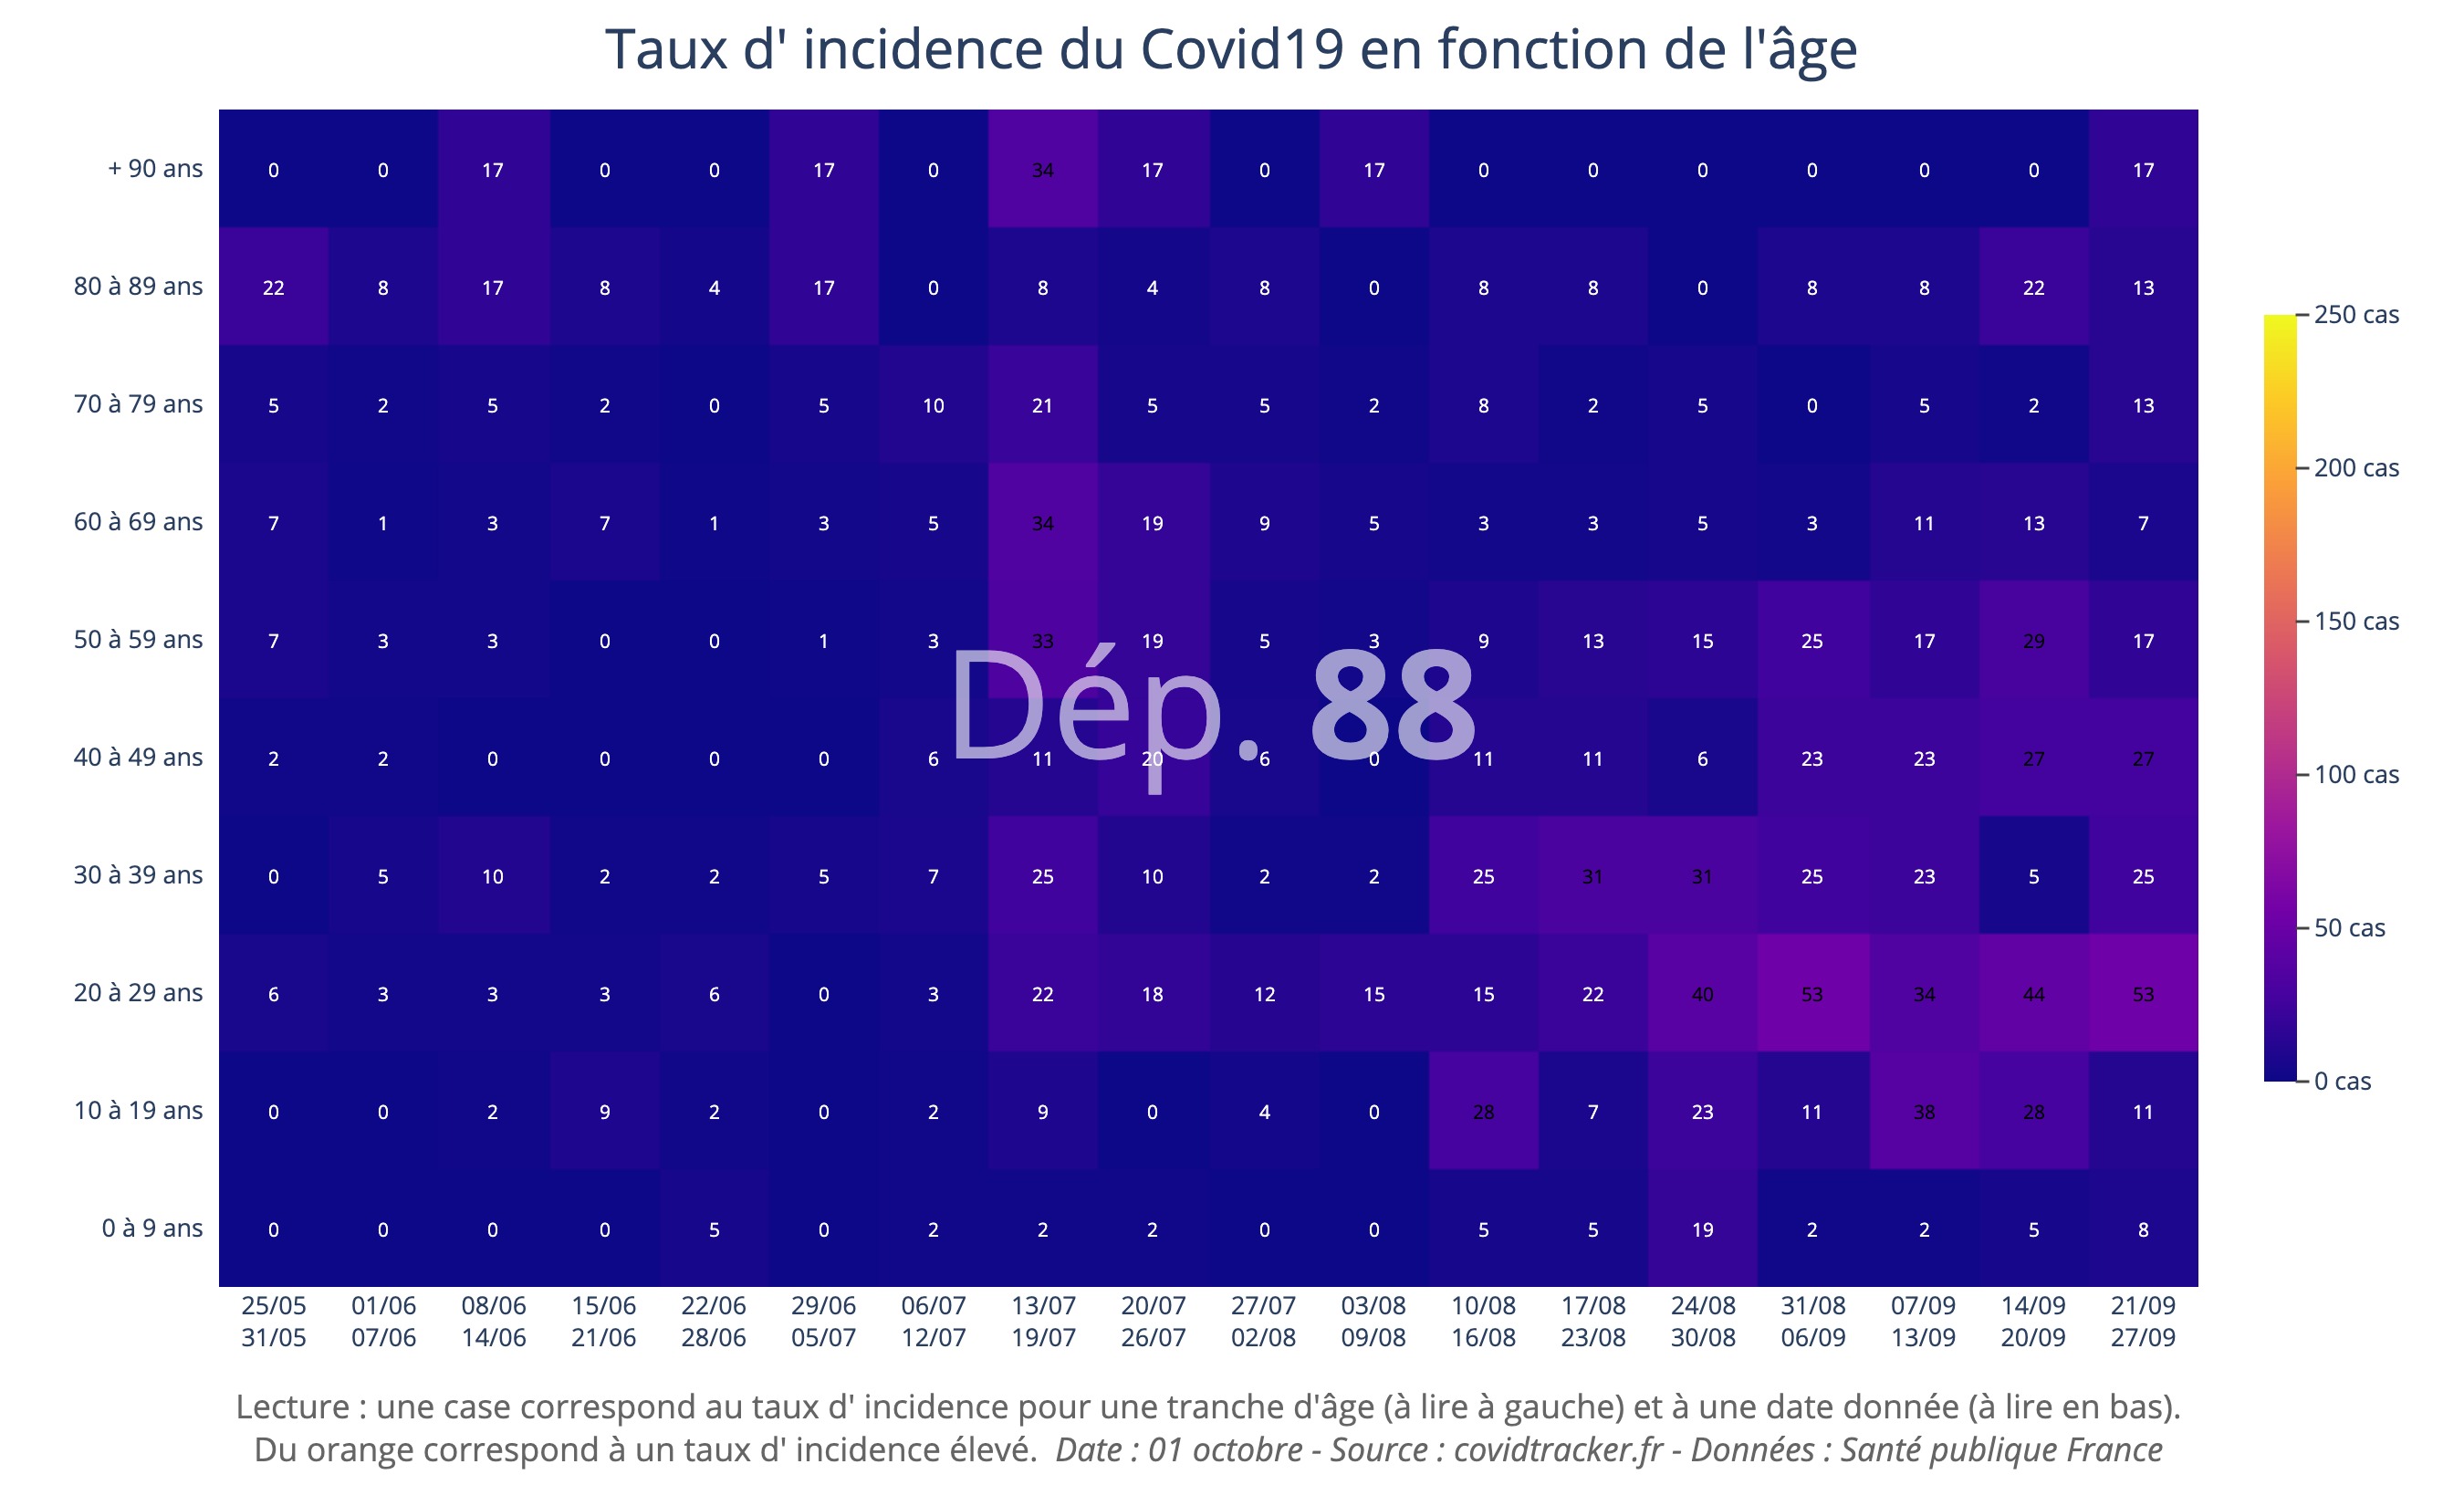 Taux d' incidence du Covid19 en fonction de l'âge
+ 90 ans 0 0 17 0 0 17 0 34 17 0 17 0 0 0 0 0 0 17
80 à 89 ans 22 8 17 8 4 17 0 8 4 8 0 8 8 0 8 8 22 13
70 à 79 ans 5 2 5 2 0 5 10 21 5 5 2 8 2 5 0 5 2 13
60 à 69 ans 7 1 3 7 1 3 5 34 19 9 5 3 3 5 3 11 13 7
50 à 59 ans 7 3 3 0 0 1 3 33 19 5 3 9 13 15 25 17 29 17
Dép. 88
40 à 49 ans 2 2 0 0 0 0 6 11 20 6 0 11 11 6 23 23 27 27
30 à 39 ans 0 5 10 2 2 5 7 25 10 2 2 25 31 31 25 23 5 25
20 à 29 ans 6 3 3 3 6 0 3 22 18 12 15 15 22 40 53 34 44 53
10 à 19 ans 0 0 2 9 2 0 2 9 0 4 0 28 7 23 11 38 28 11
0 à 9 ans 0 0 0 0 5 0 2 2 2 0 0 5 5 19 2 2 5 8
25/05 01/06 08/06 15/06 22/06 29/06 06/07 13/07 20/07 27/07 03/08 10/08 17/08 24/08 31/08 07/09 14/09 21/09
31/05 07/06 14/06 21/06 28/06 05/07 12/07 19/07 26/07 02/08 09/08 16/08 23/08 30/08 06/09 13/09 20/09 27/09
250 cas
200 cas
150 cas
100 cas
50 cas
0 cas
Lecture : une case correspond au taux d' incidence pour une tranche d'âge (à lire à gauche) et à une date donnée (à lire en bas).
Du orange correspond à un taux d' incidence élevé. Date : 01 octobre - Source : covidtracker.fr - Données : Santé publique France